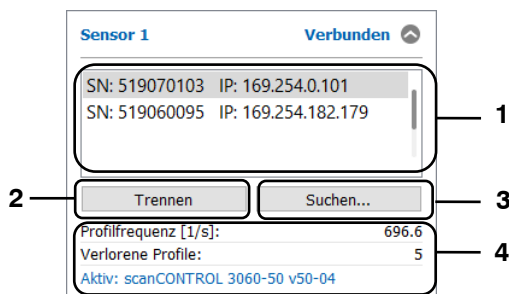 Sensor 1 Verbunden
SN: 519070103 IP: 169.254.0.101
SN: 519060095 IP: 169.254.182.179
1
2 Trennen Suchen... 3
Profilfrequenz [1/s]: 696.6
Verlorene Profile: 5 4
Aktiv: scanCONTROL 3060-50 v50-04